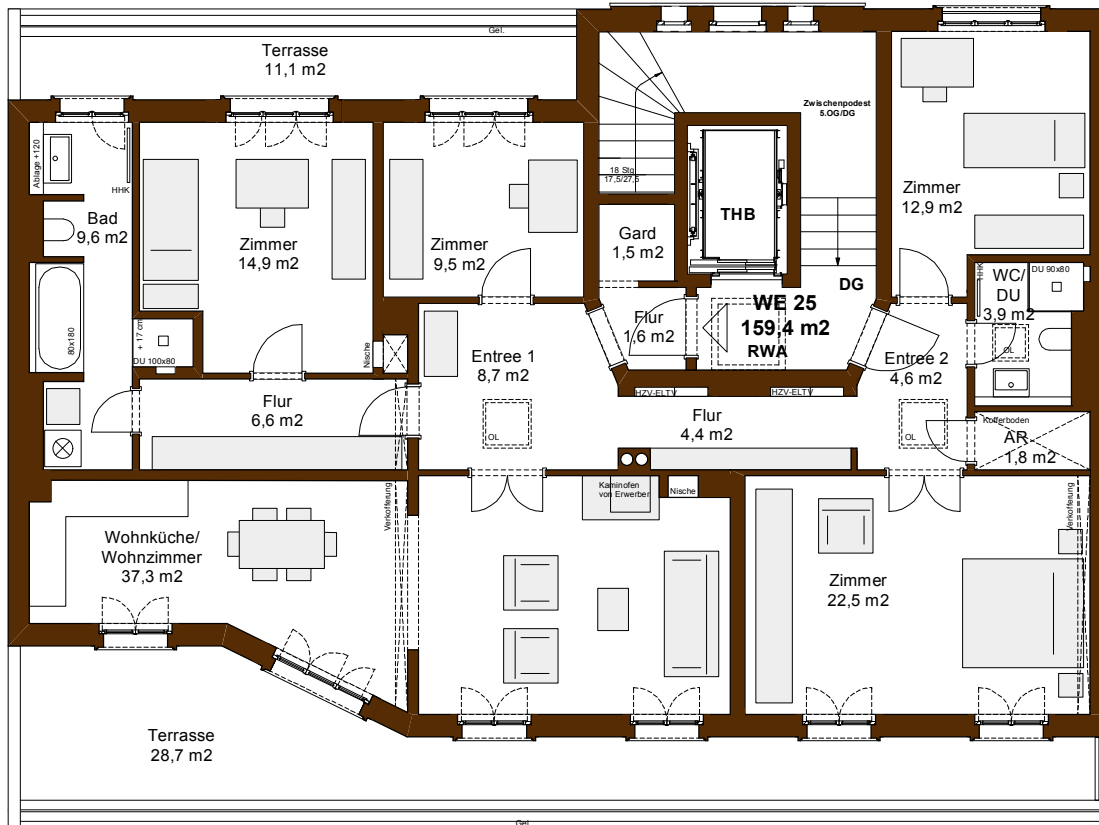 Gel.
Terrasse
11,1 m2
Zwischenpodest
5.OG/DG
Ablage +120
HHK
Bad
9,6 m2
Zimmer
14,9 m2
Zimmer
9,5 m2
18 Stg
17,5/27,5
Gard
1,5 m2
THB
DG
Zimmer
12,9 m2
HHK
WC/
DU
3,9 m2
DU 90x80
OL
80x180
+ 17 cm
DU 100x80
Nische
Flur
1,6 m2
WE 25
159,4 m2
RWA
Entree 1
8,7 m2
OL
Entree 2
4,6 m2
OL
HZV-ELTV
HZV-ELTV
Flur
6,6 m2
Flur
4,4 m2
Kofferboden
AR
1,8 m2
Wohnküche/
Wohnzimmer
37,3 m2
Verkofferung
Kaminofen
von Erwerber
Nische
Zimmer
22,5 m2
Verkofferung
Terrasse
28,7 m2
Gel.